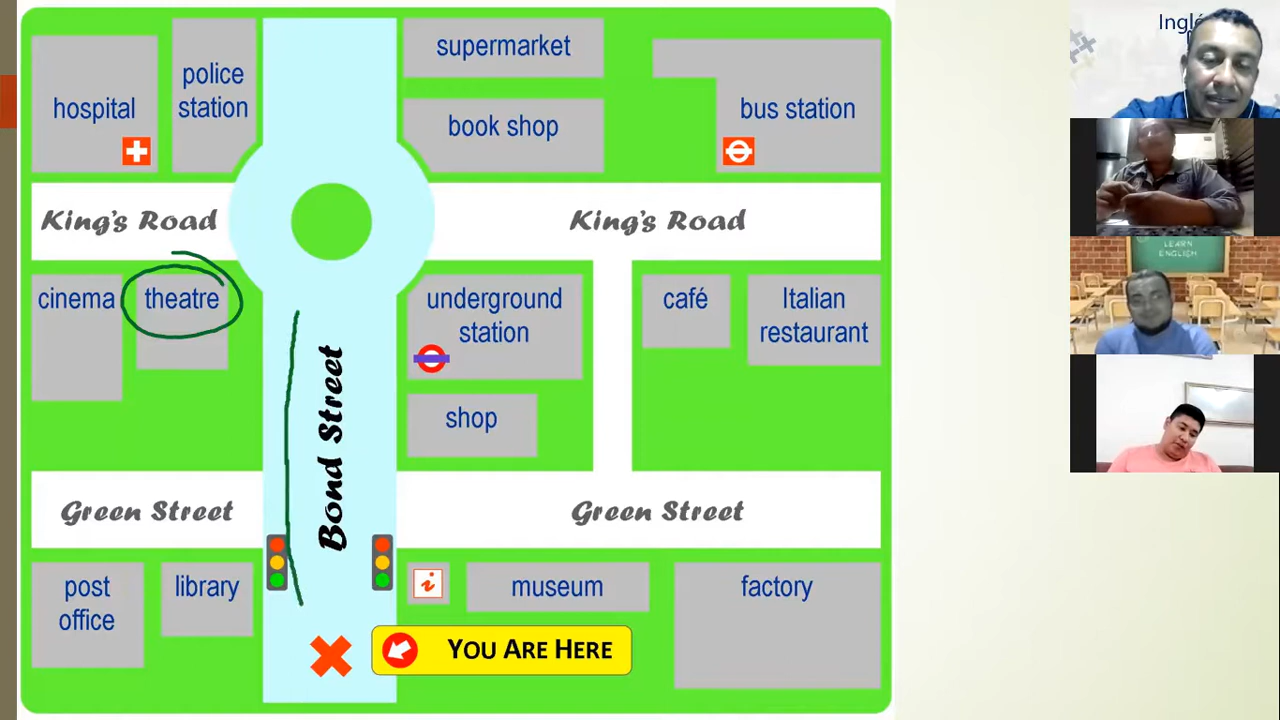 supermarket
police
station
hospital
book shop
bus station
King's Road
King's Road
cinema
theatre
underground
station
café
Italian
restaurant
shop
Bond Street
Green Street
Green Street
post
office
library
i
museum
factory
YOU ARE HERE
LEARN
ENGLISH